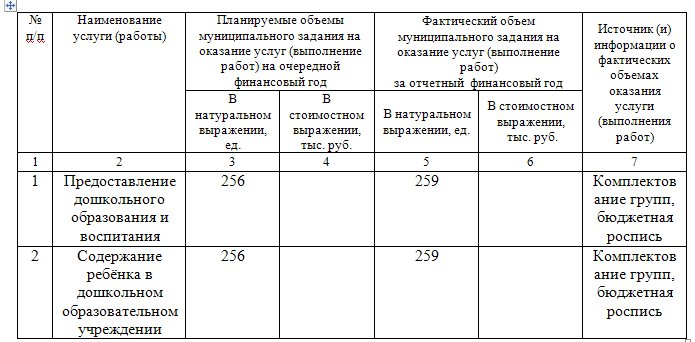 №
п/п
Наименование
услуги (работы)
Планируемые объемы
муниципального задания на
оказание услуг (выполнение
работ) на очередной
финансовый год
Фактический объем
муниципального задания на
оказание услуг (выполнение
работ)
за отчетный финансовый год
Источник (и)
информации о
фактических
объемах
оказания
услуги
(выполнения
работ)
В
натуральном
выражении,
ед.
В
стоимостном
выражении,
тыс. руб.
В натуральном
выражении, ед.
В стоимостном
выражении,
тыс. руб.
1 2 3 4 5 6 7
1
Предоставление
дошкольного
образования и
воспитания
256
259
Комплектов
ание групп,
бюджетная
роспись
2
Содержание
ребёнка в
дошкольном
образовательном
учреждении
256
259
Комплектов
ание групп,
бюджетная
роспись